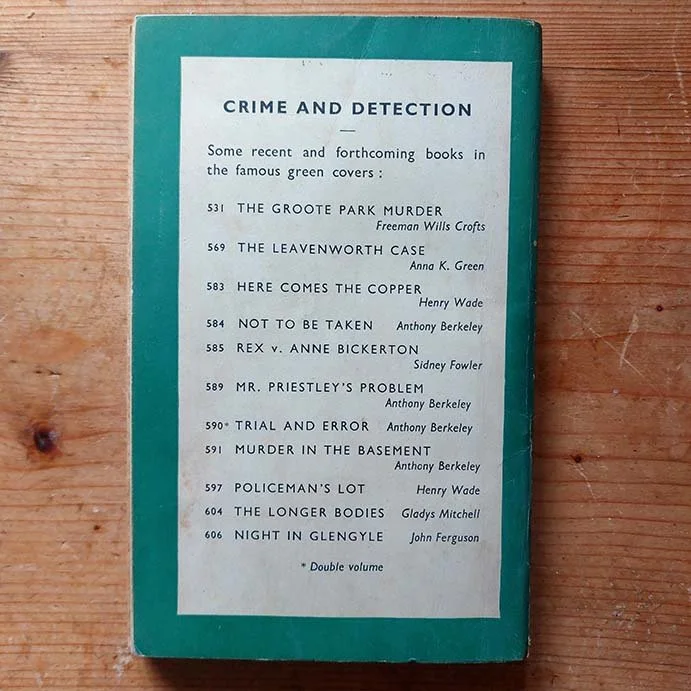 CRIME AND DETECTION
Some recent and forthcoming books in
the famous green covers :
531 THE GROOTE PARK MURDER
Freeman Wills Crofts
569 THE LEAVENWORTH CASE
Anna K. Green
583 HERE COMES THE COPPER
Henry Wade
584 NOT TO BE TAKEN Anthony Berkeley
585 REX v. ANNE BICKERTON
Sidney Fowler
589 MR. PRIESTLEY'S PROBLEM
Anthony Berkeley
590* TRIAL AND ERROR Anthony Berkeley
591 MURDER IN THE BASEMENT
Anthony Berkeley
597 POLICEMAN'S LOT Henry Wade
604 THE LONGER BODIES Gladys Mitchell
606 NIGHT IN GLENGYLE John Ferguson
* Double volume